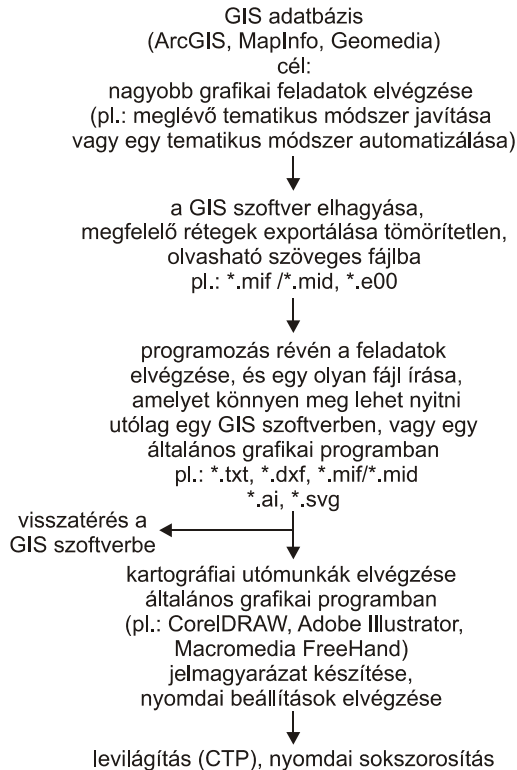 GIS adatbázis
(ArcGIS, MapInfo, Geomedia)
cél:
nagyobb grafikai feladatok elvégzése
(pl.: meglévő tematikus módszer javítása
vagy egy tematikus módszer automatizálása)
a GIS szoftver elhagyása,
megfelelő rétegek exportálása tömörítetlen,
olvasható szöveges fájlba
pl.: *.mif /*.mid, *.e00
programozás révén a feladatok
elvégzése, és egy olyan fájl írása,
amelyet könnyen meg lehet nyitni
utólag egy GIS szoftverben, vagy egy
általános grafikai programban
pl.: *.txt, *.dxf, *.mif/*.mid
*.ai, *.svg
visszatérés a
GIS szoftverbe
kartográfiai utómunkák elvégzése
általános grafikai programban
(pl.: CorelDRAW, Adobe Illustrator,
Macromedia FreeHand)
jelmagyarázat készítése,
nyomdai beállítások elvégzése
levilágítás (CTP), nyomdai sokszorosítás